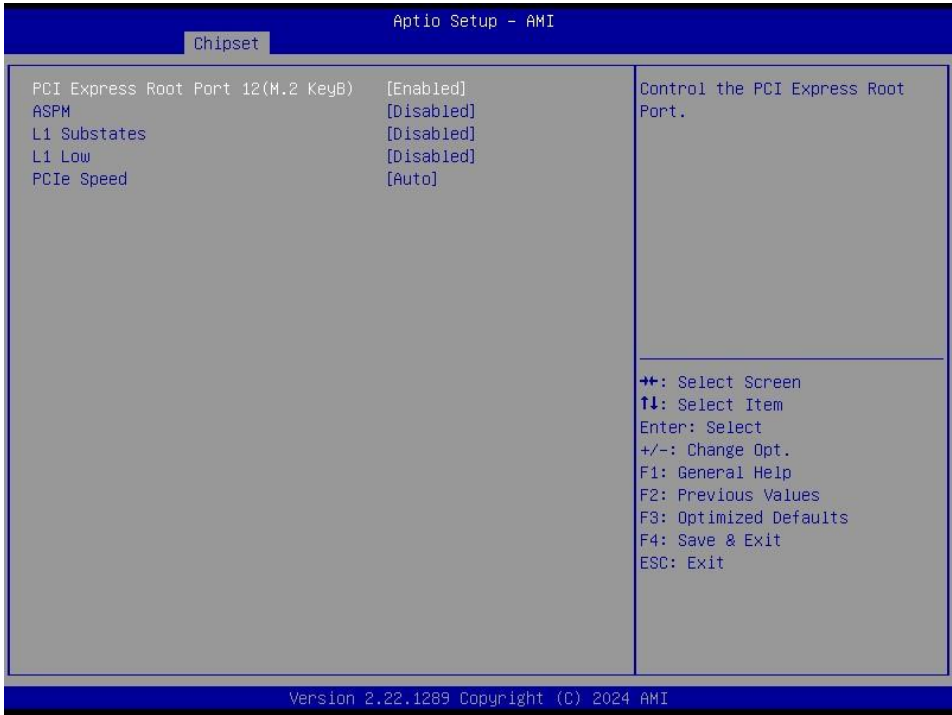 Aptio Setup - AMI
Chipset
PCI Express Root Port 12(M.2 KeyB) [Enabled]
ASPM [Disabled]
L1 Substates [Disabled]
L1 Low [Disabled]
PCIe Speed [Auto]
Control the PCI Express Root
Port.
→←: Select Screen
↑↓: Select Item
Enter: Select
+/-: Change Opt.
F1: General Help
F2: Previous Values
F3: Optimized Defaults
F4: Save & Exit
ESC: Exit
Version 2.22.1289 Copyright (C) 2024 AMI